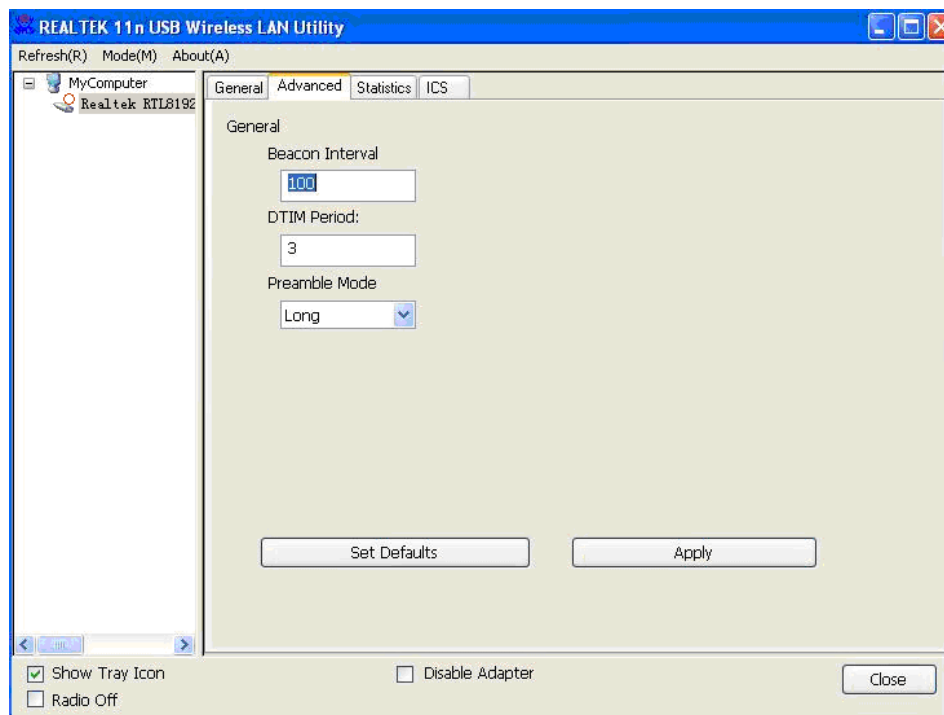 REALTEK 11n USB Wireless LAN Utility
Refresh(R) Mode(M) About(A)
MyComputer
Realtek RTL8192
General Advanced Statistics ICS
General
Beacon Interval
100
DTIM Period:
3
Preamble Mode
Long
Set Defaults Apply
Show Tray Icon Disable Adapter
Radio Off
Close